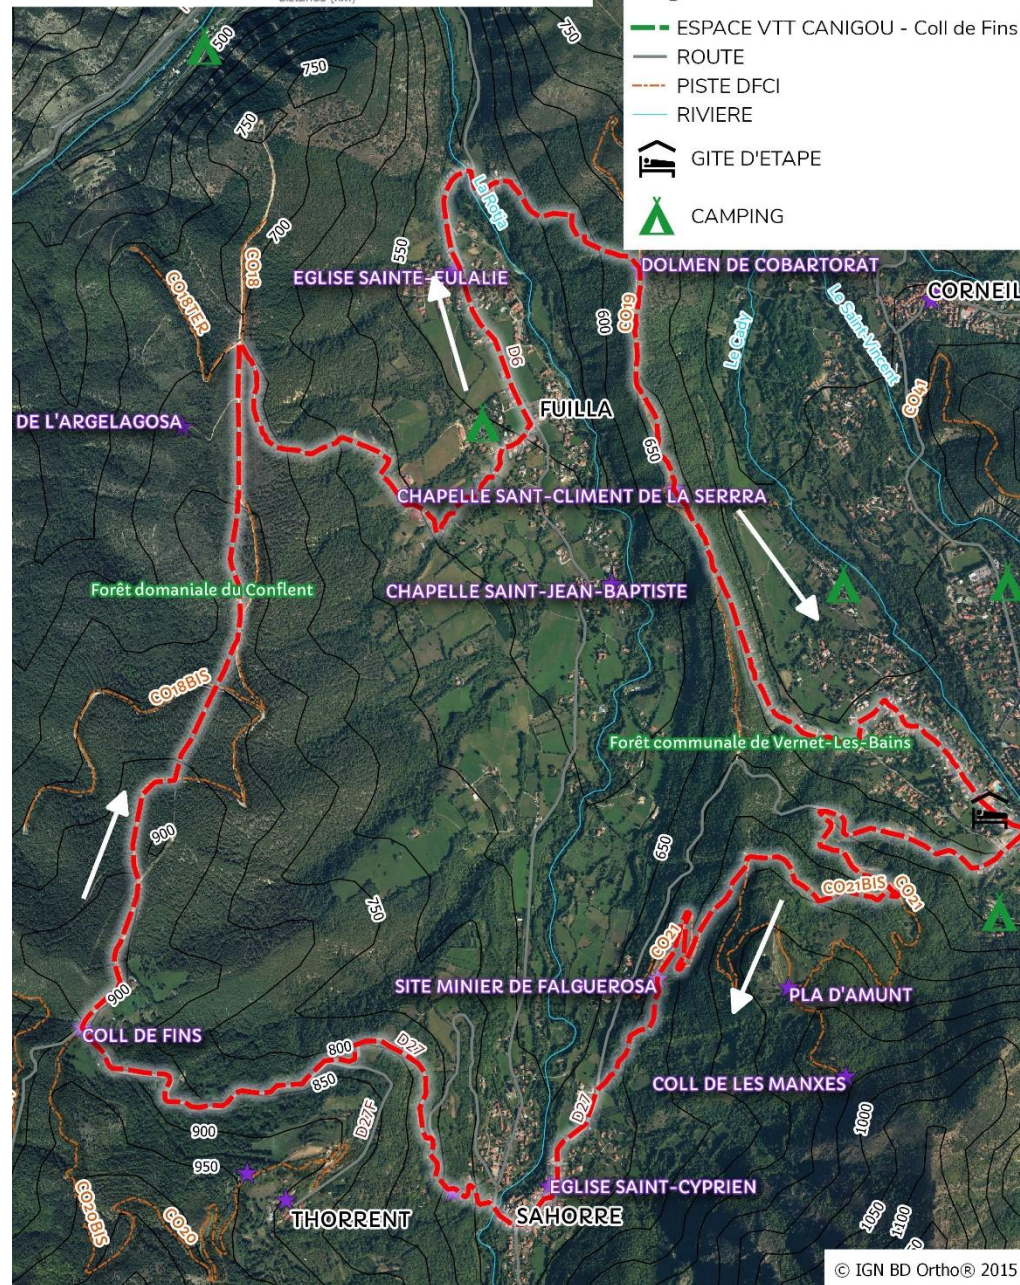 ESPACE VTT CANIGOU - Coll de Fins
ROUTE
PISTE DFCI
RIVIERE
GITE D'ETAPE
CAMPING
500
750
750
750
700
550
La Rotja
CO18
CO18TER
EGLISE SAINTE-EULALIE
DOLMEN DE COBARTORAT
CORNEIL
600
CO19
Le Cady
Le Saint-Vincent
D6
CO41
DE L'ARGELAGOSA
FUILLA
650
CHAPELLE SANT-CLIMENT DE LA SERRRA
Forêt domaniale du Conflent
CHAPELLE SAINT-JEAN-BAPTISTE
CO18BIS
Forêt communale de Vernet-Les-Bains
900
650
750
CO21BIS
CO21
CO21
900
SITE MINIER DE FALGUEROSA
PLA D'AMUNT
COLL DE FINS
800
D27
850
COLL DE LES MANXES
D27F
D27
1000
900
950
EGLISE SAINT-CYPRIEN
THORRENT
SAHORRE
CO20BIS
CO20
1050
1100
© IGN BD Ortho® 2015